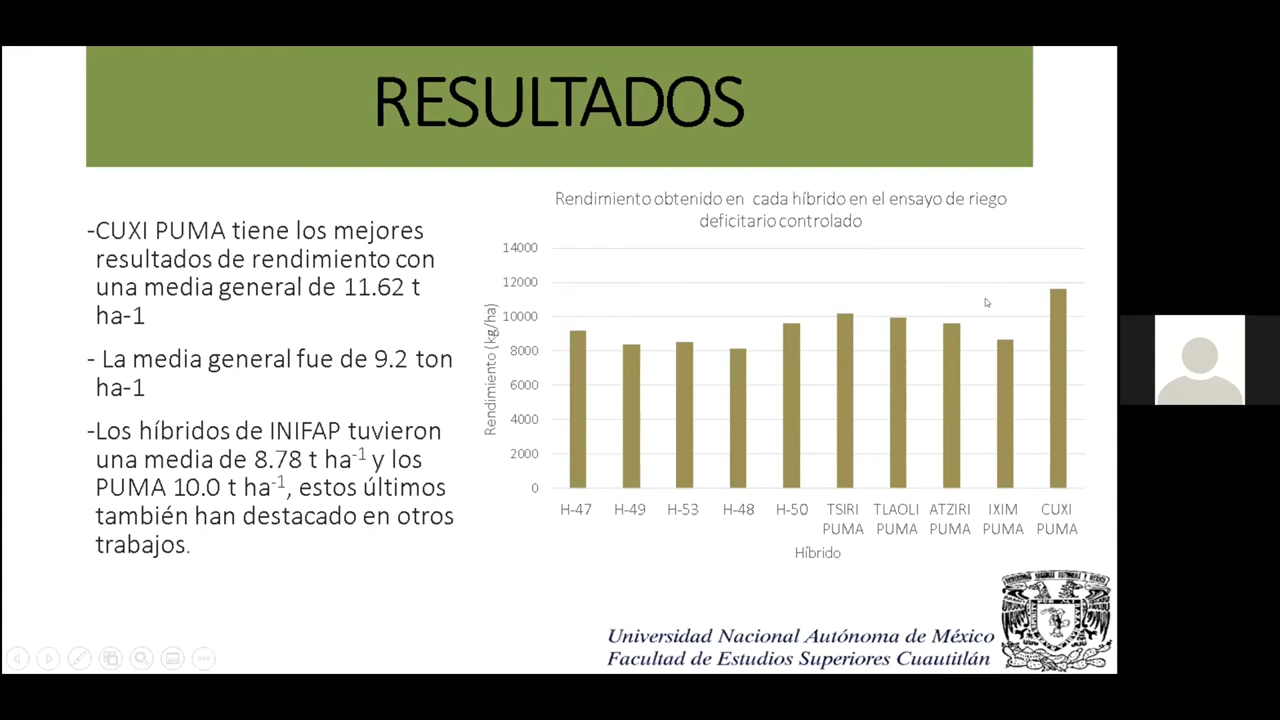 RESULTADOS
-CUXI PUMA tiene los mejores
resultados de rendimiento con
una media general de 11.62 t
ha-1
- La media general fue de 9.2 ton
ha-1
-Los híbridos de INIFAP tuvieron
una media de 8.78 t ha-1 y los
PUMA 10.0 t ha-1, estos últimos
también han destacado en otros
trabajos.
Rendimiento obtenido en cada híbrido en el ensayo de riego
deficitario controlado
Rendimiento (kg/ha)
14000
12000
10000
8000
6000
4000
2000
0
H-47 H-49 H-53 H-48 H-50 TSIRI PUMA TLAOLI PUMA ATZIRI PUMA IXIM PUMA CUXI PUMA
Híbrido
Universidad Nacional Autónoma de México
Facultad de Estudios Superiores Cuautitlán